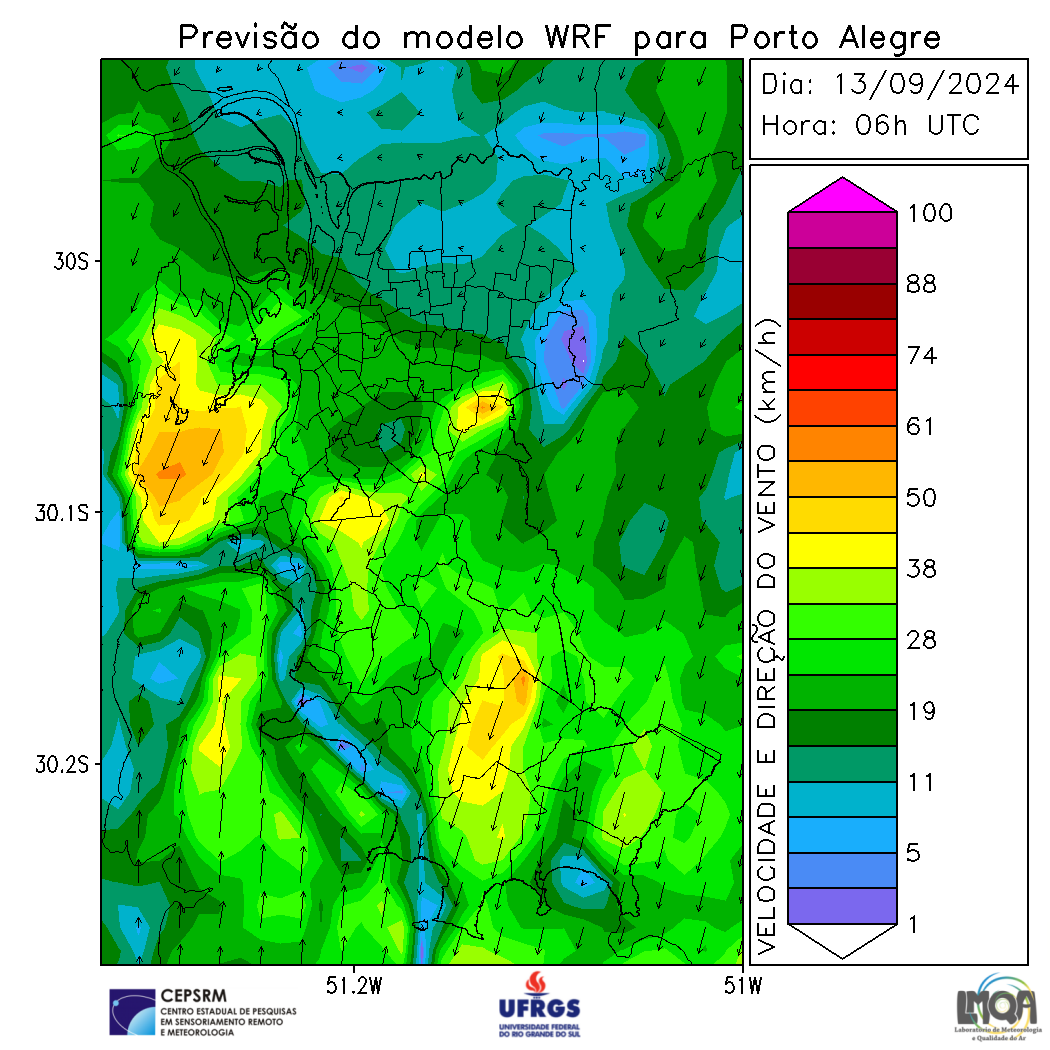 Previsão do modelo WRF para Porto Alegre
Dia: 13/09/2024
Hora: 06h UTC
30S
30.1S
30.2S
51.2W
51W
VELOCIDADE E DIREÇÃO DO VENTO (km/h)
100
88
74
61
50
38
28
19
11
5
1
CEPSRM
CENTRO ESTADUAL DE PESQUISAS
EM SENSORIAMENTO REMOTO
E METEOROLOGIA
UFRGS
UNIVERSIDADE FEDERAL
DO RIO GRANDE DO SUL
LMQA
Laboratório de Meteorologia
e Qualidade do Ar